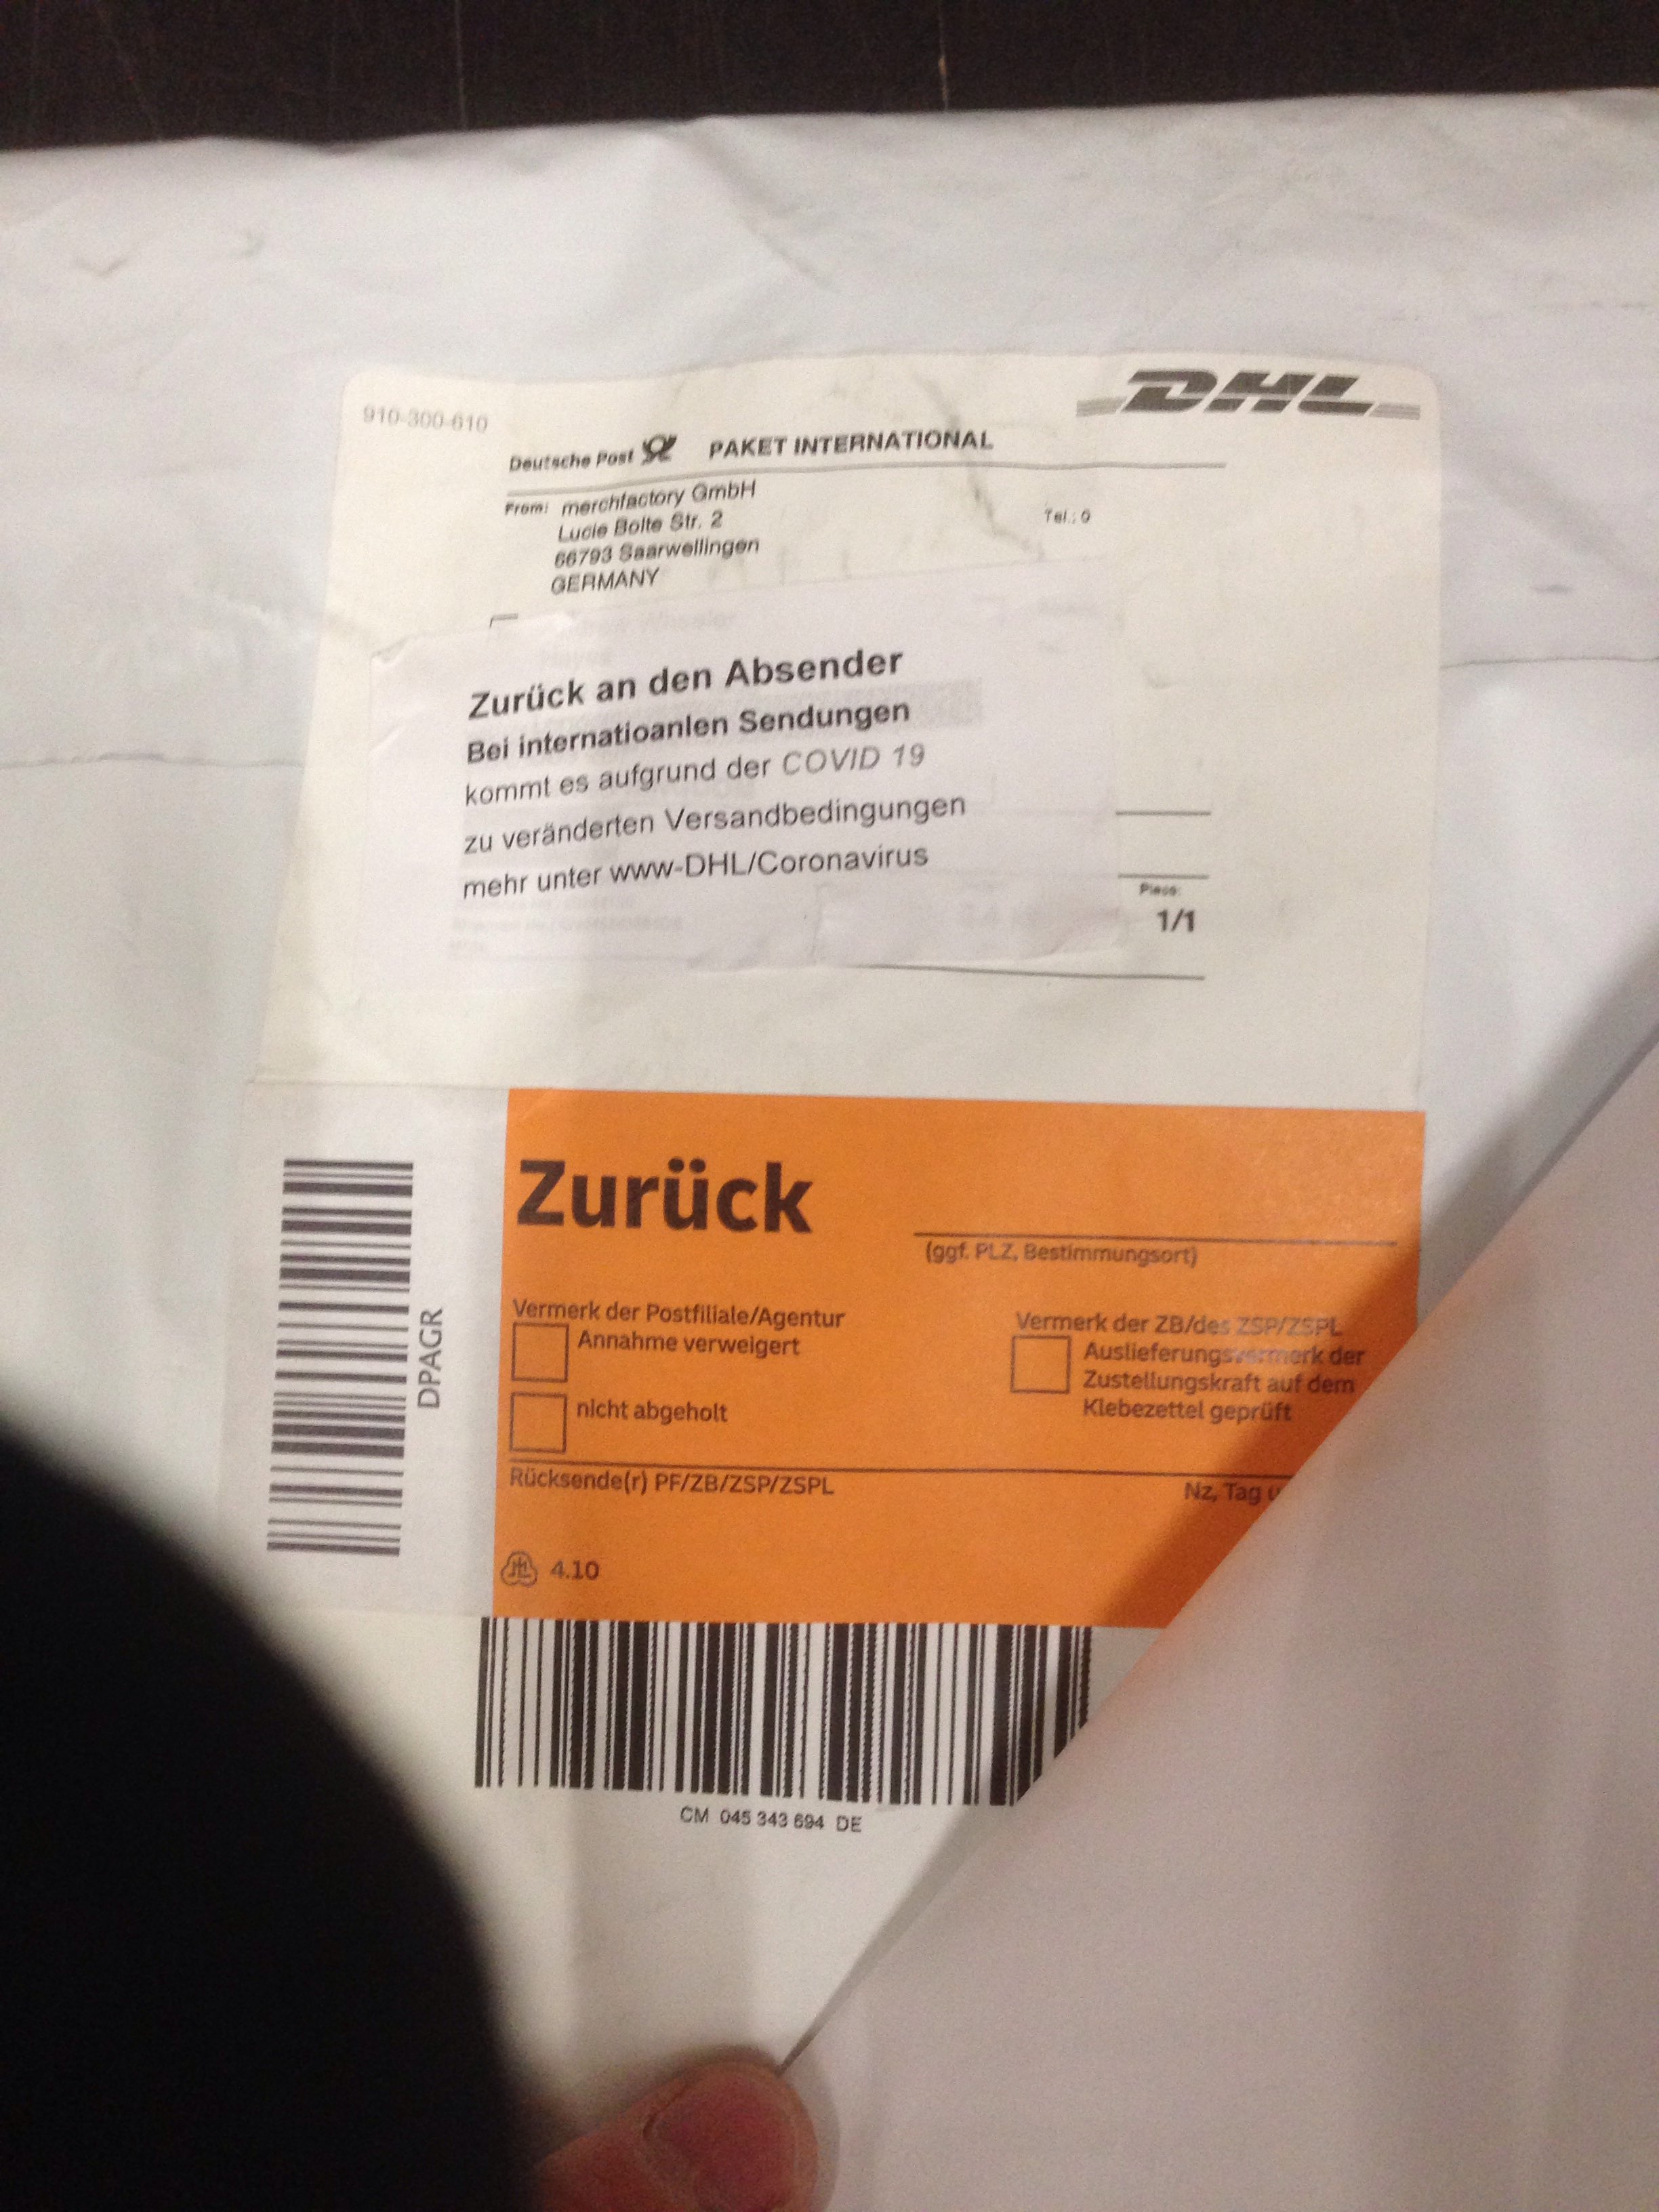 DHL
910-300-610
Deutsche Post PAKET INTERNATIONAL
From: merchfactory GmbH
Tel.: 0
Lucie Bolte Str. 2
66793 Saarwellingen
GERMANY
Zurück an den Absender
Bei internatioanlen Sendungen
kommt es aufgrund der COVID 19
zu veränderten Versandbedingungen
mehr unter www-DHL/Coronavirus
Piece:
1/1
Zurück
(ggf. PLZ, Bestimmungsort)
DPAGR
Vermerk der Postfiliale/Agentur
Annahme verweigert
nicht abgeholt
Vermerk der ZB/des ZSP/ZSPL
Auslieferungsvermerk der
Zustellungskraft auf dem
Klebezettel geprüft
Rücksende(r) PF/ZB/ZSP/ZSPL
Nz, Tag
4.10
CM 045 343 694 DE